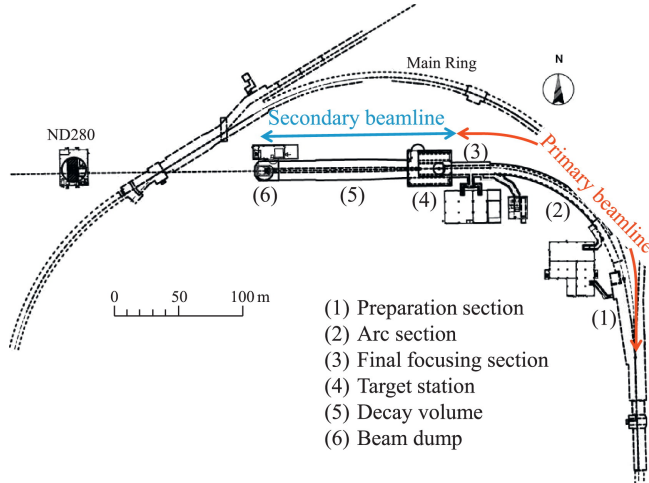 Main Ring
N
Secondary beamline
ND280
Primary beamline
(3)
(6)
(5)
(4)
(2)
(1)
0 50 100 m
(1) Preparation section
(2) Arc section
(3) Final focusing section
(4) Target station
(5) Decay volume
(6) Beam dump